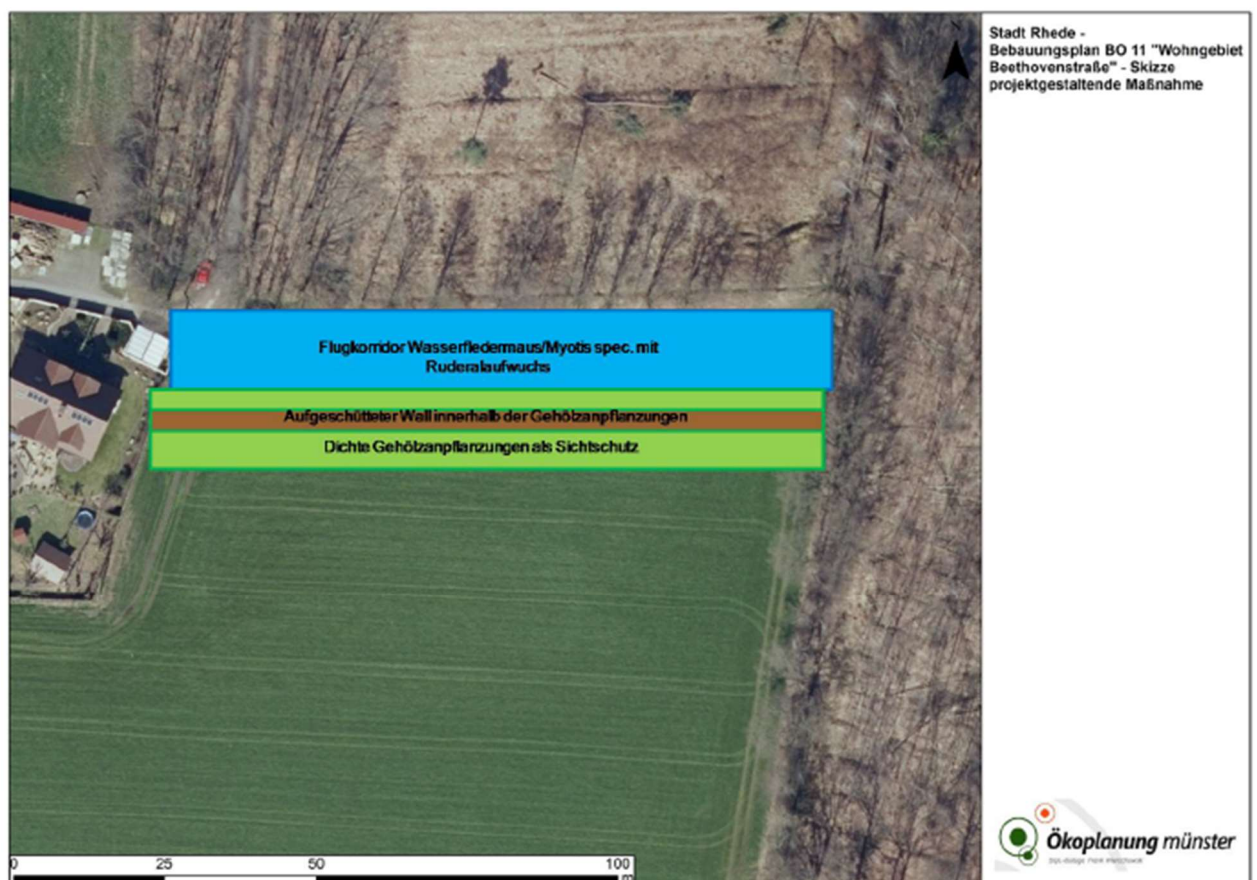 Stadt Rhede -
Bebauungsplan BO 11 "Wohngebiet
Beethovenstraße" - Skizze
projektgestaltende Maßnahme
Flugkorridor Wasserfledermaus/Myotis spec. mit
Ruderalaufwuchs
Aufgeschütteter Wall innerhalb der Gehölzanpflanzungen
Dichte Gehölzanpflanzungen als Sichtschutz
0 25 50 100
m
Ökoplanung münster